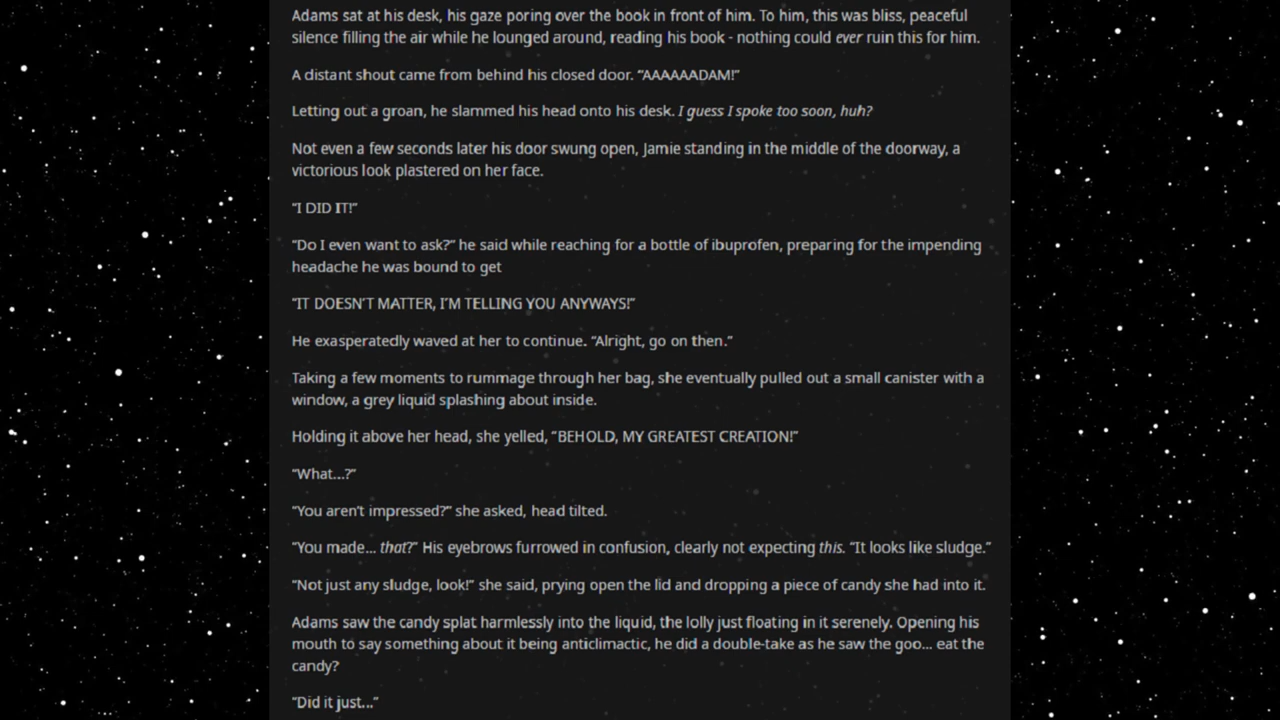 Adams sat at his desk, his gaze poring over the book in front of him. To him, this was bliss, peaceful
silence filling the air while he lounged around, reading his book - nothing could ever ruin this for him.
A distant shout came from behind his closed door. “AAAAAADAM!”
Letting out a groan, he slammed his head onto his desk. I guess I spoke too soon, huh?
Not even a few seconds later his door swung open, Jamie standing in the middle of the doorway, a
victorious look plastered on her face.
“I DID IT!”
“Do I even want to ask?” he said while reaching for a bottle of ibuprofen, preparing for the impending
headache he was bound to get
“IT DOESN’T MATTER, I’M TELLING YOU ANYWAYS!”
He exasperatedly waved at her to continue. “Alright, go on then.”
Taking a few moments to rummage through her bag, she eventually pulled out a small canister with a
window, a grey liquid splashing about inside.
Holding it above her head, she yelled, “BEHOLD, MY GREATEST CREATION!”
“What...?”
“You aren’t impressed?” she asked, head tilted.
“You made... that?” His eyebrows furrowed in confusion, clearly not expecting this. “It looks like sludge.”
“Not just any sludge, look!” she said, prying open the lid and dropping a piece of candy she had into it.
Adams saw the candy splat harmlessly into the liquid, the lolly just floating in it serenely. Opening his
mouth to say something about it being anticlimactic, he did a double-take as he saw the goo... eat the
candy?
“Did it just...”